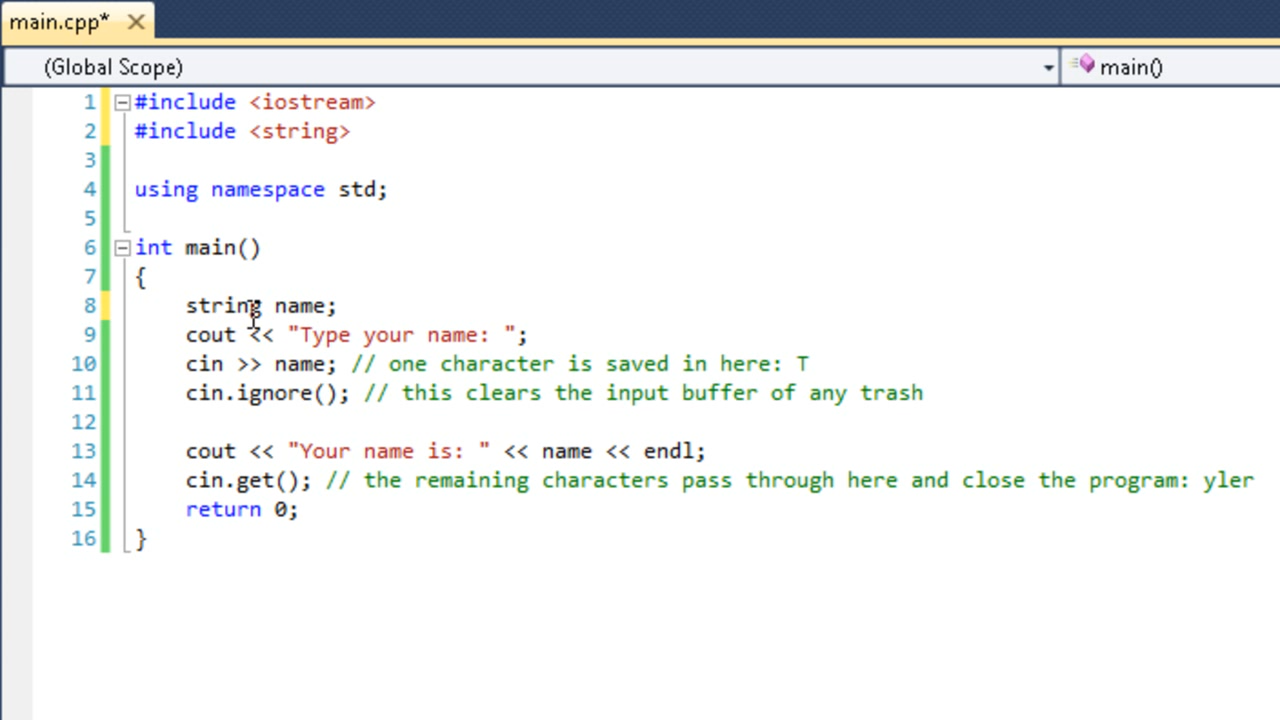 main.cpp*
(Global Scope) main()
1 #include <iostream>
2 #include <string>
3
4 using namespace std;
5
6 int main()
7 {
8 string name;
9 cout << "Type your name: ";
10 cin >> name; // one character is saved in here: T
11 cin.ignore(); // this clears the input buffer of any trash
12
13 cout << "Your name is: " << name << endl;
14 cin.get(); // the remaining characters pass through here and close the program: yler
15 return 0;
16 }